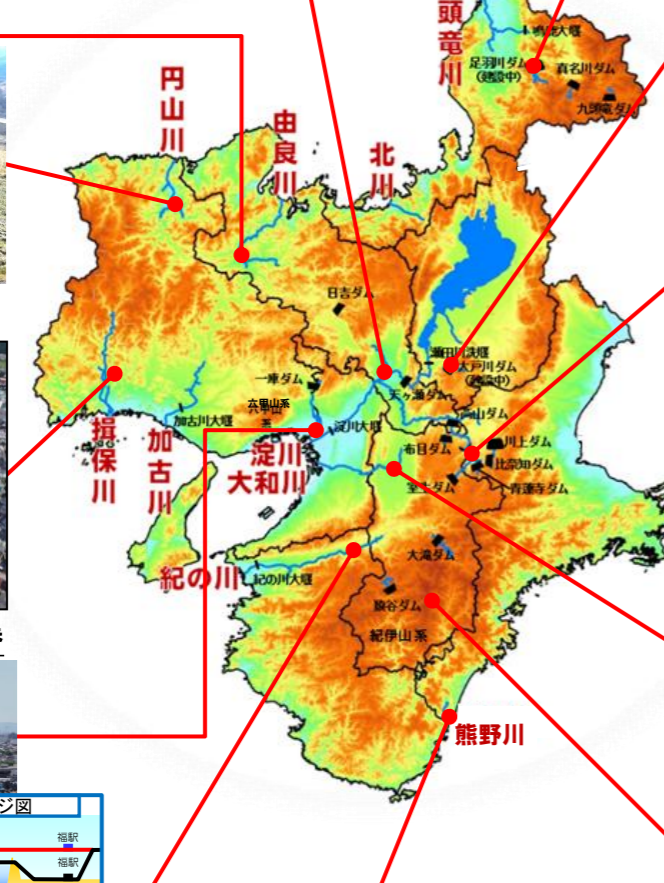 頭竜川
鳴鹿大堰
足羽川ダム
(建設中)
真名川ダム
九頭竜ダム
円山川
由良川
北川
日吉ダム
瀬田川洗堰
大戸川ダム
(建設中)
天ヶ瀬ダム
一庫ダム
六甲山系
加古川大堰
淀川大堰
布目ダム
川上ダム
比奈知ダム
青蓮寺ダム
室生ダム
揖保川
加古川
淀川
大和川
大滝ダム
紀の川
紀の川大堰
猿谷ダム
紀伊山系
熊野川
ジ図
福駅
福駅